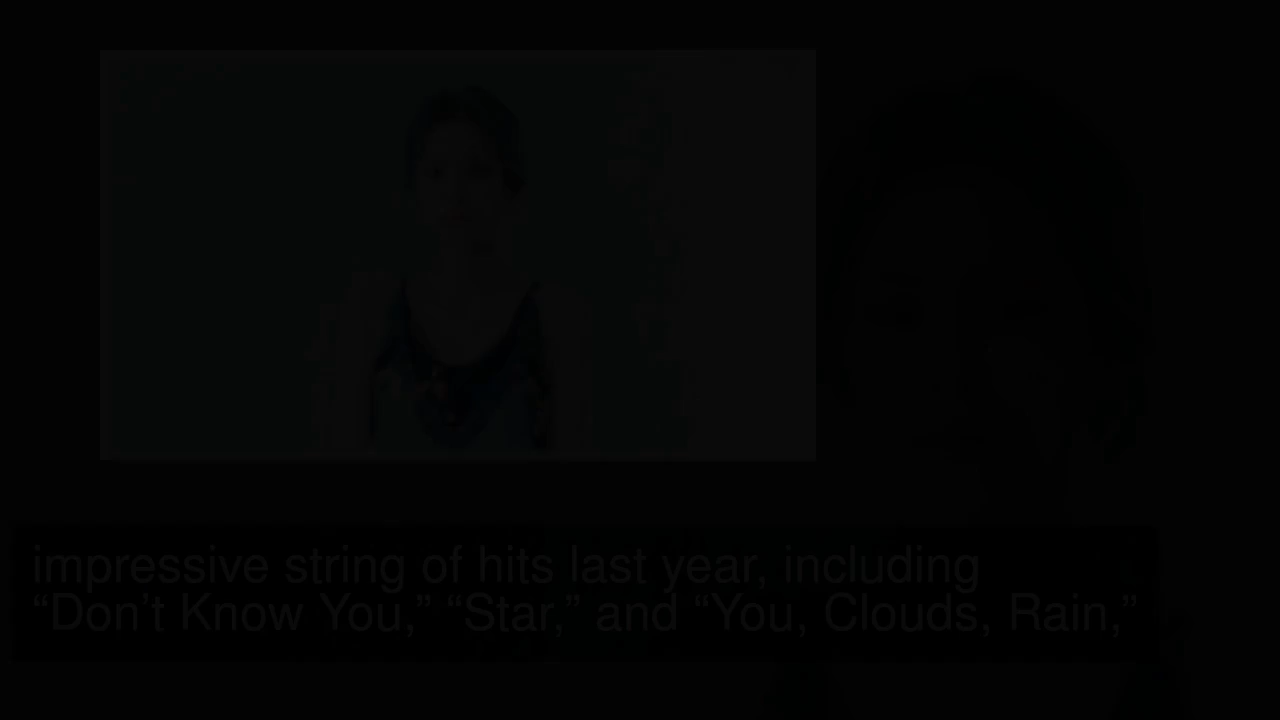 impressive string of hits last year, including
“Don’t Know You,” “Star,” and “You, Clouds, Rain,”